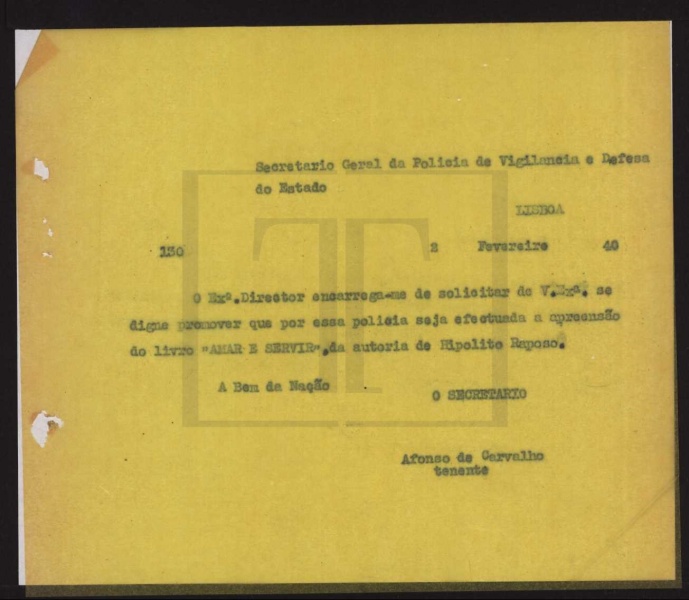 Secretario Geral da Policia de Vigilancia e Defesa
do Estado
LISBOA
130 2 Fevereiro 40
O Exº.Director encarrega-me de solicitar de V.Exª. se
digne promover que por essa policia seja efectuada a apreensão
do livro "AMAR E SERVIR", da autoria de Hipolito Raposo.
A Bem da Nação
O SECRETARIO
Afonso de Carvalho
tenente